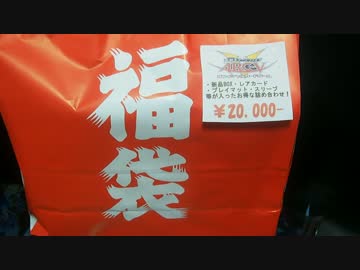 福袋
・新品BOX・レアカード
・プレイマット・スリーブ
等が入ったお得な詰め合わせ！
￥20.000-